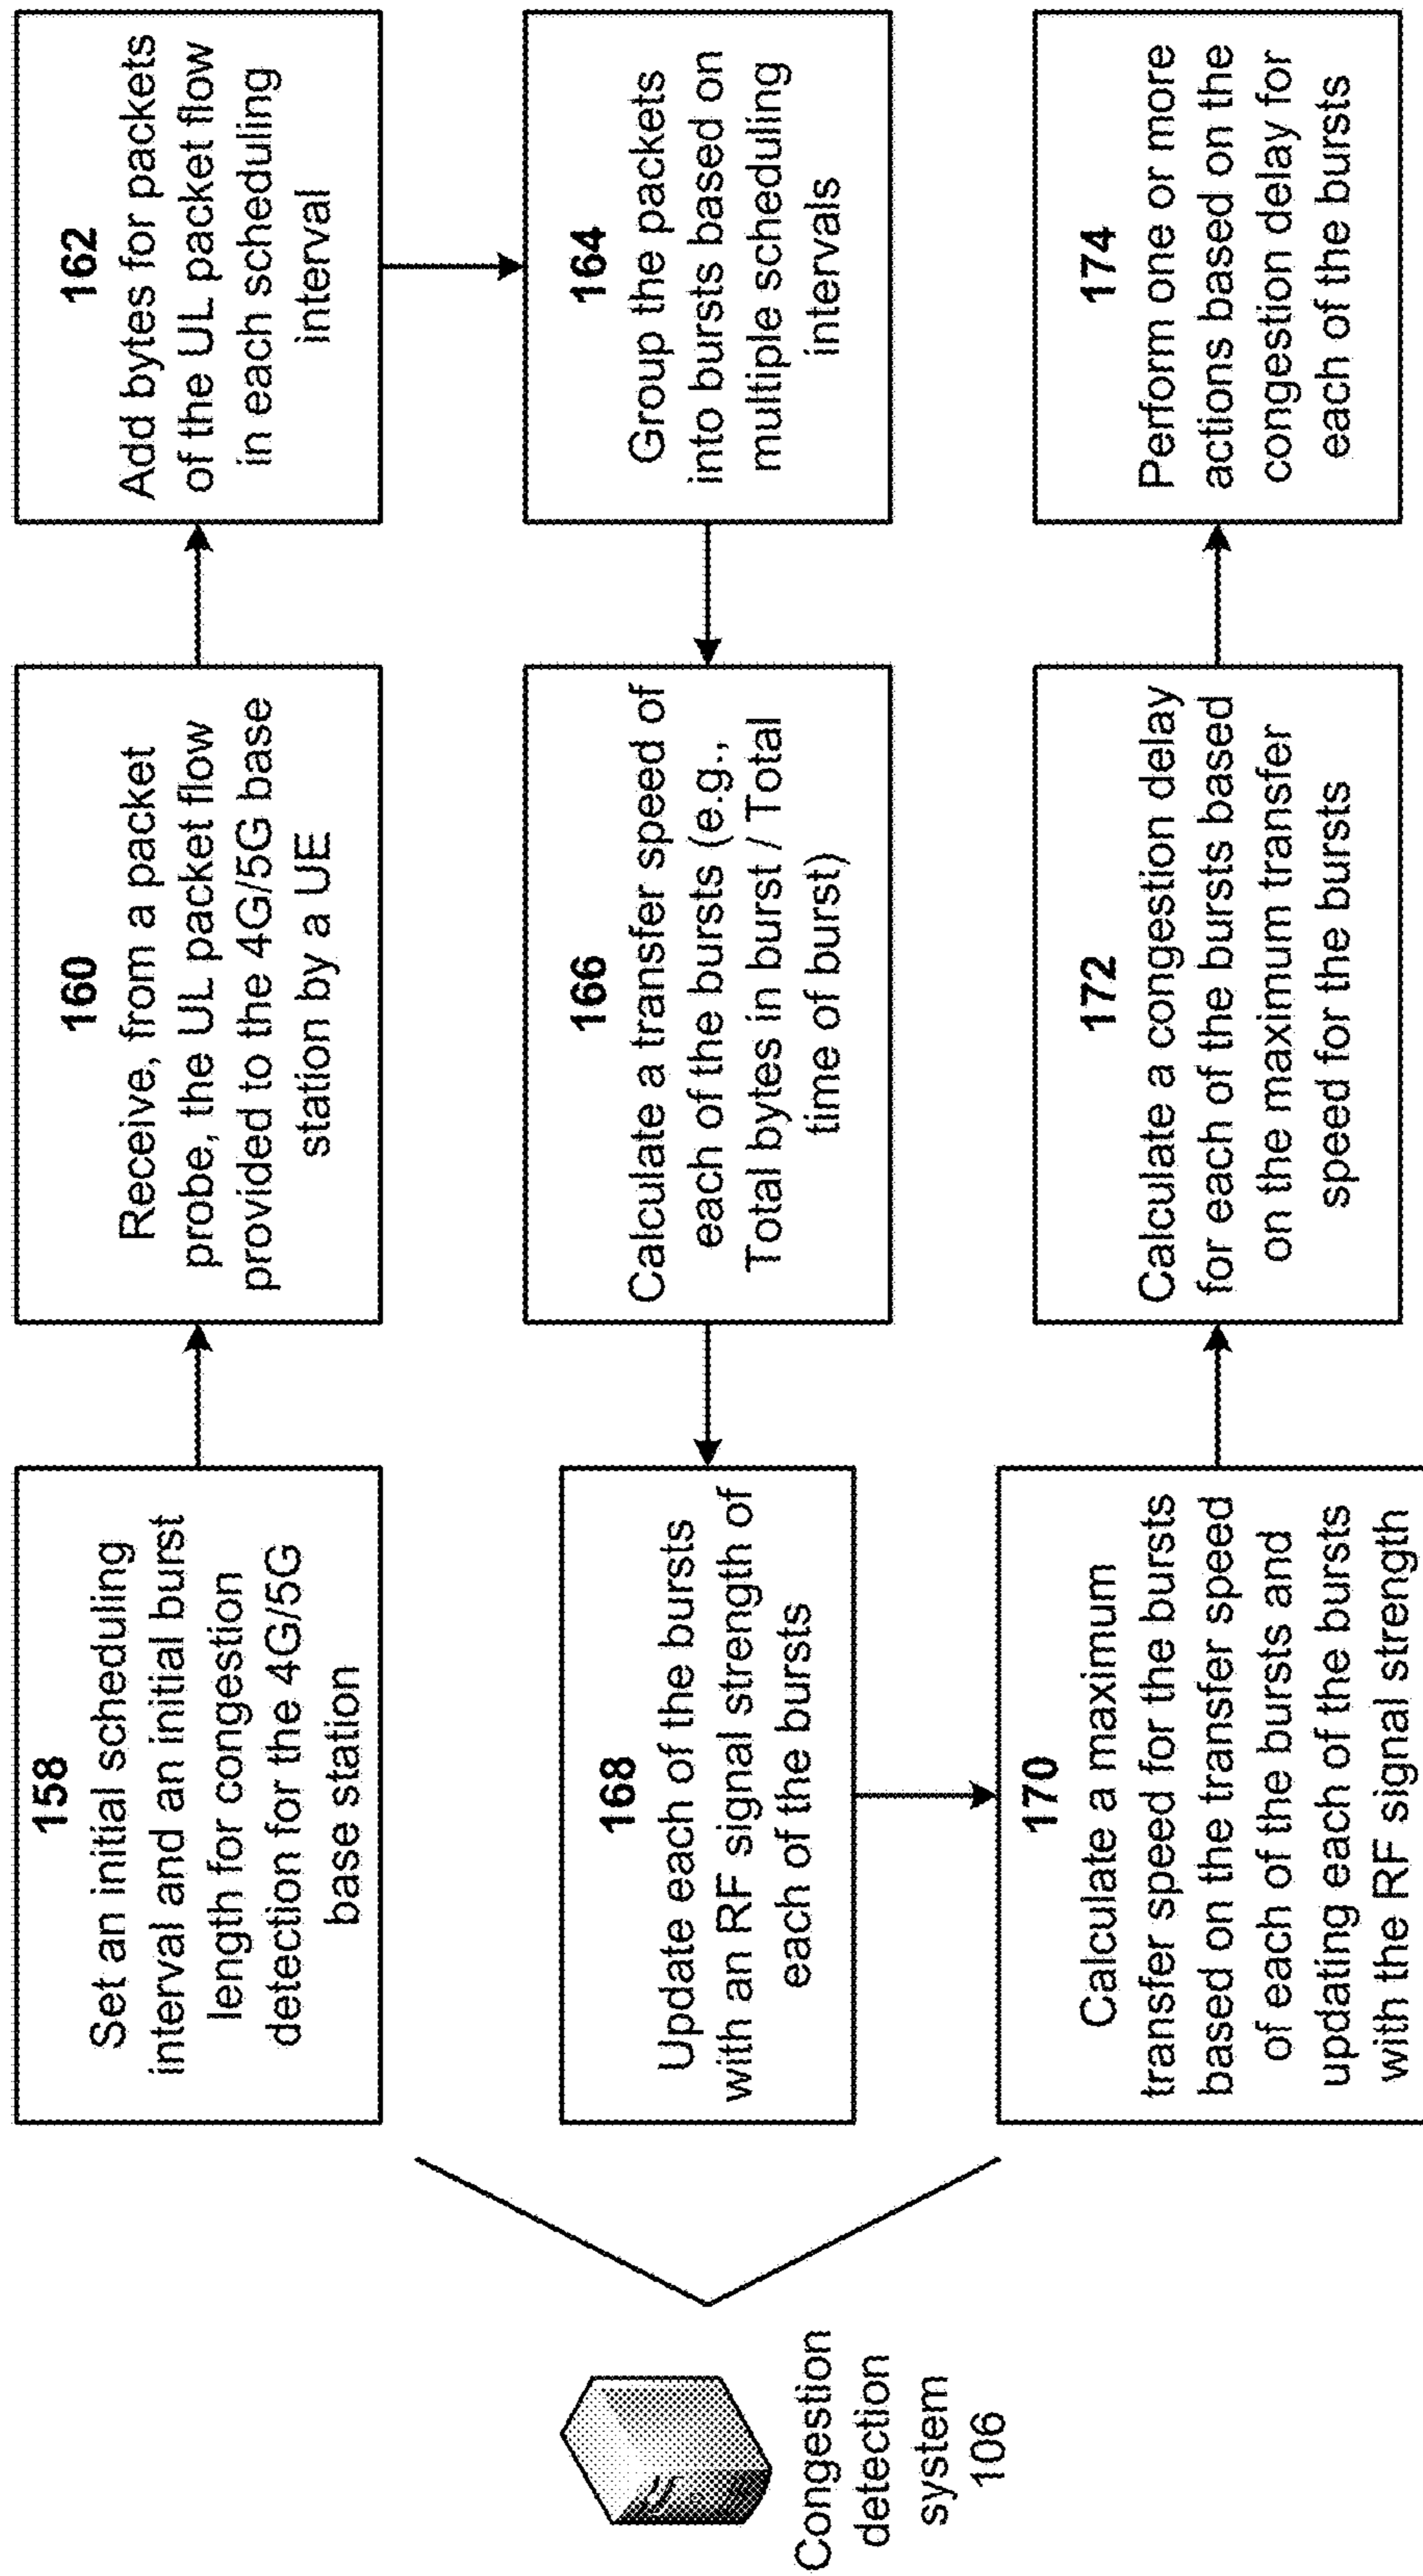 158
Set an initial scheduling
interval and an initial burst
length for congestion
detection for the 4G/5G
base station
160
Receive, from a packet
probe, the UL packet flow
provided to the 4G/5G base
station by a UE
162
Add bytes for packets
of the UL packet flow
in each scheduling
interval
164
Group the packets
into bursts based on
multiple scheduling
intervals
166
Calculate a transfer speed of
each of the bursts (e.g.,
Total bytes in burst / Total
time of burst)
168
Update each of the bursts
with an RF signal strength of
each of the bursts
170
Calculate a maximum
transfer speed for the bursts
based on the transfer speed
of each of the bursts and
updating each of the bursts
with the RF signal strength
172
Calculate a congestion delay
for each of the bursts based
on the maximum transfer
speed for the bursts
174
Perform one or more
actions based on the
congestion delay for
each of the bursts
Congestion
detection
system
106